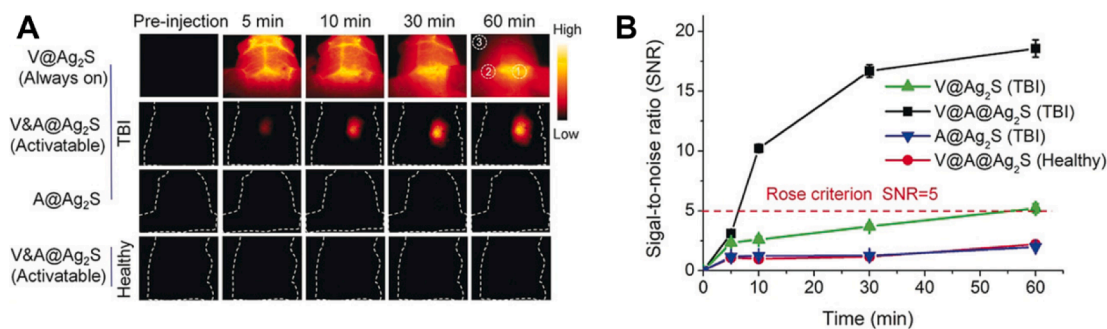 A
Pre-injection 5 min 10 min 30 min 60 min
V@Ag₂S
(Always on)
V&A@Ag₂S
(Activatable)
A@Ag₂S
TBI
V&A@Ag₂S
(Activatable)
Healthy
3
2
1
High
Low
B
Sigal-to-noise ratio (SNR)
20
15
10
5
0
V@Ag₂S (TBI)
V@A@Ag₂S (TBI)
A@Ag₂S (TBI)
V@A@Ag₂S (Healthy)
Rose criterion SNR=5
0 10 20 30 40 50 60
Time (min)